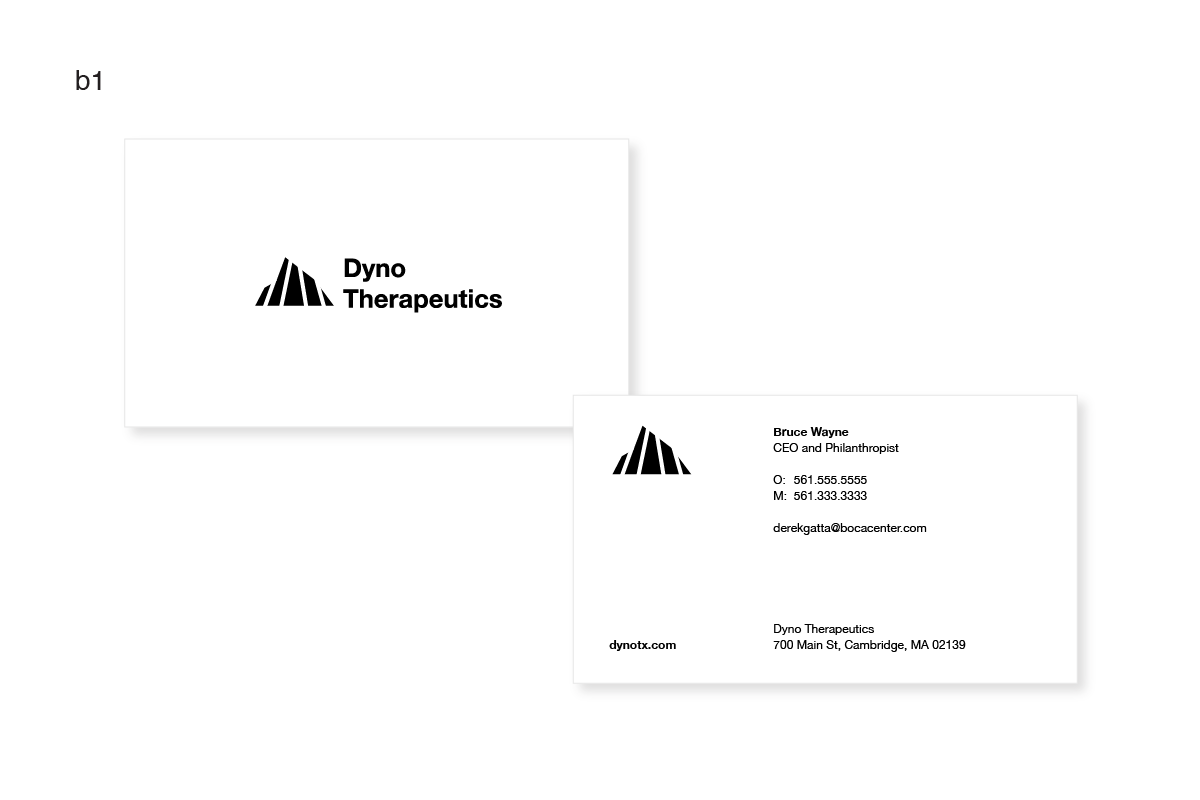 b1
Dyno
Therapeutics
Bruce Wayne
CEO and Philanthropist
O: 561.555.5555
M: 561.333.3333
derekgatta@bocacenter.com
Dyno Therapeutics
700 Main St, Cambridge, MA 02139
dynotx.com